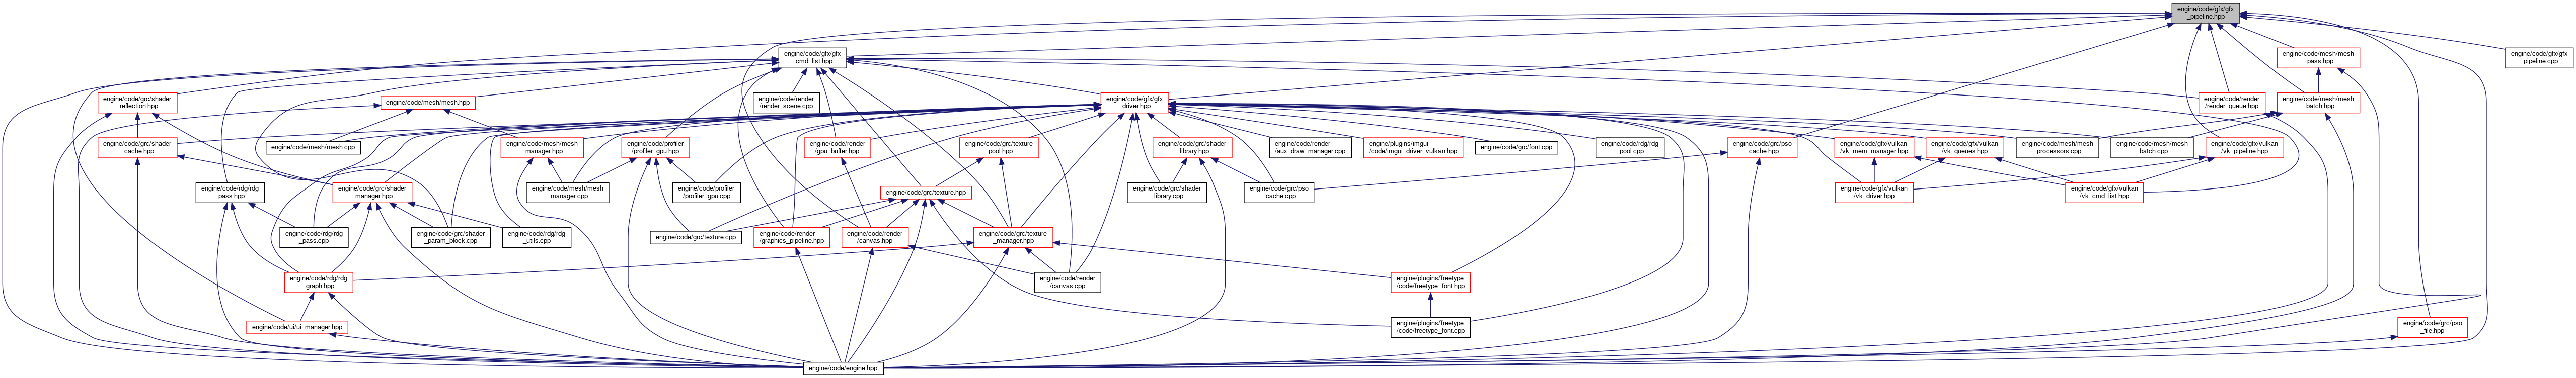 engine/code/gfx/gfx
_pipeline.hpp
engine/code/gfx/gfx
_cmd_list.hpp
engine/code/mesh/mesh
_pass.hpp
engine/code/gfx/gfx
_pipeline.cpp
engine/code/grc/shader
_reflection.hpp
engine/code/mesh/mesh.hpp
engine/code/render
/render_scene.cpp
engine/code/gfx/gfx
_driver.hpp
engine/code/render
/render_queue.hpp
engine/code/mesh/mesh
_batch.hpp
engine/code/grc/shader
_cache.hpp
engine/code/mesh/mesh.cpp
engine/code/mesh/mesh
_manager.hpp
engine/code/profiler
/profiler_gpu.hpp
engine/code/render
/gpu_buffer.hpp
engine/code/grc/texture
_pool.hpp
engine/code/grc/shader
_library.hpp
engine/code/render
/aux_draw_manager.cpp
engine/plugins/imgui
/code/imgui_driver_vulkan.hpp
engine/code/grc/font.cpp
engine/code/rdg/rdg
_pool.cpp
engine/code/grc/pso
_cache.hpp
engine/code/gfx/vulkan
/vk_mem_manager.hpp
engine/code/gfx/vulkan
/vk_queues.hpp
engine/code/mesh/mesh
_processors.cpp
engine/code/mesh/mesh
_batch.cpp
engine/code/gfx/vulkan
/vk_pipeline.hpp
engine/code/rdg/rdg
_pass.hpp
engine/code/grc/shader
_manager.hpp
engine/code/mesh/mesh
_manager.cpp
engine/code/profiler
/profiler_gpu.cpp
engine/code/grc/texture.hpp
engine/code/grc/shader
_library.cpp
engine/code/grc/pso
_cache.cpp
engine/code/gfx/vulkan
/vk_driver.hpp
engine/code/gfx/vulkan
/vk_cmd_list.hpp
engine/code/rdg/rdg
_pass.cpp
engine/code/grc/shader
_param_block.cpp
engine/code/rdg/rdg
_utils.cpp
engine/code/grc/texture.cpp
engine/code/render
/graphics_pipeline.hpp
engine/code/render
/canvas.hpp
engine/code/grc/texture
_manager.hpp
engine/code/rdg/rdg
_graph.hpp
engine/code/render
/canvas.cpp
engine/plugins/freetype
/code/freetype_font.hpp
engine/code/ui/ui_manager.hpp
engine/plugins/freetype
/code/freetype_font.cpp
engine/code/grc/pso
_file.hpp
engine/code/engine.hpp